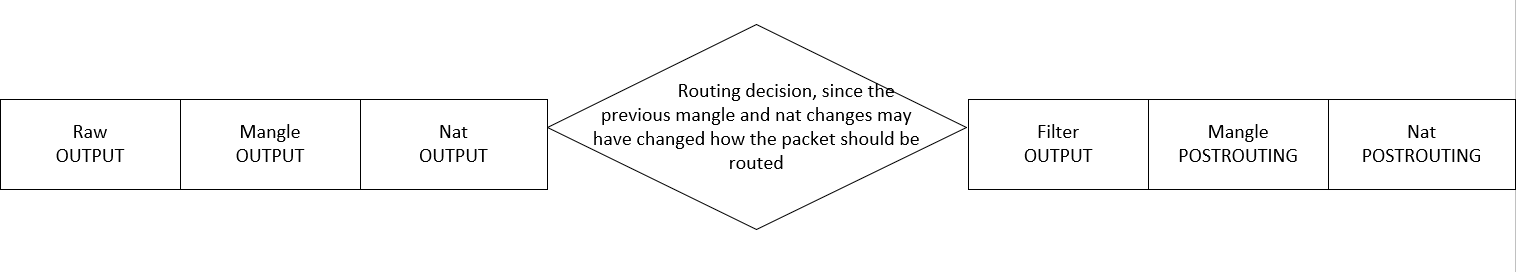 Raw
OUTPUT
Mangle
OUTPUT
Nat
OUTPUT
Routing decision, since the
previous mangle and nat changes may
have changed how the packet should be
routed
Filter
OUTPUT
Mangle
POSTROUTING
Nat
POSTROUTING